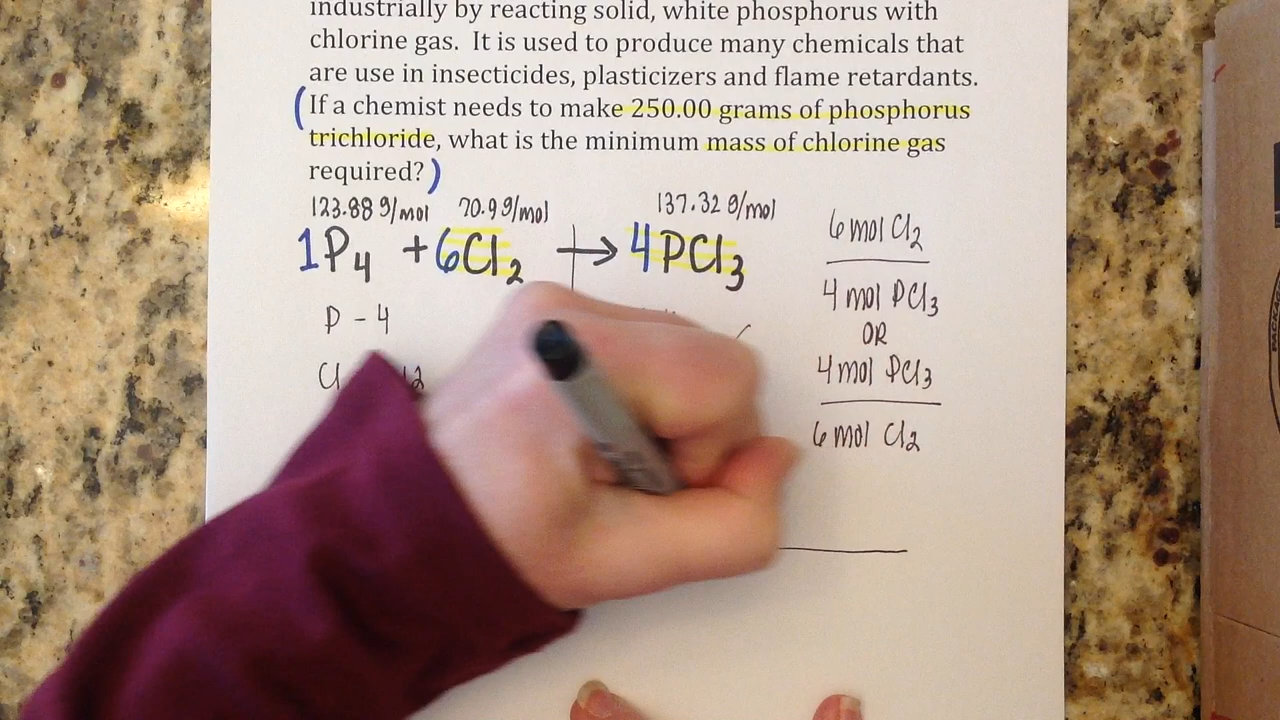 industrially by reacting solid, white phosphorus with
chlorine gas. It is used to produce many chemicals that
are use in insecticides, plasticizers and flame retardants.
(If a chemist needs to make 250.00 grams of phosphorus
trichloride, what is the minimum mass of chlorine gas
required?)
123.88 g/mol 70.9 g/mol 137.32 g/mol
1P₄ + 6Cl₂ → 4PCl₃
P - 4
Cl 12
6 mol Cl₂
4 mol PCl₃
OR
4 mol PCl₃
6 mol Cl₂